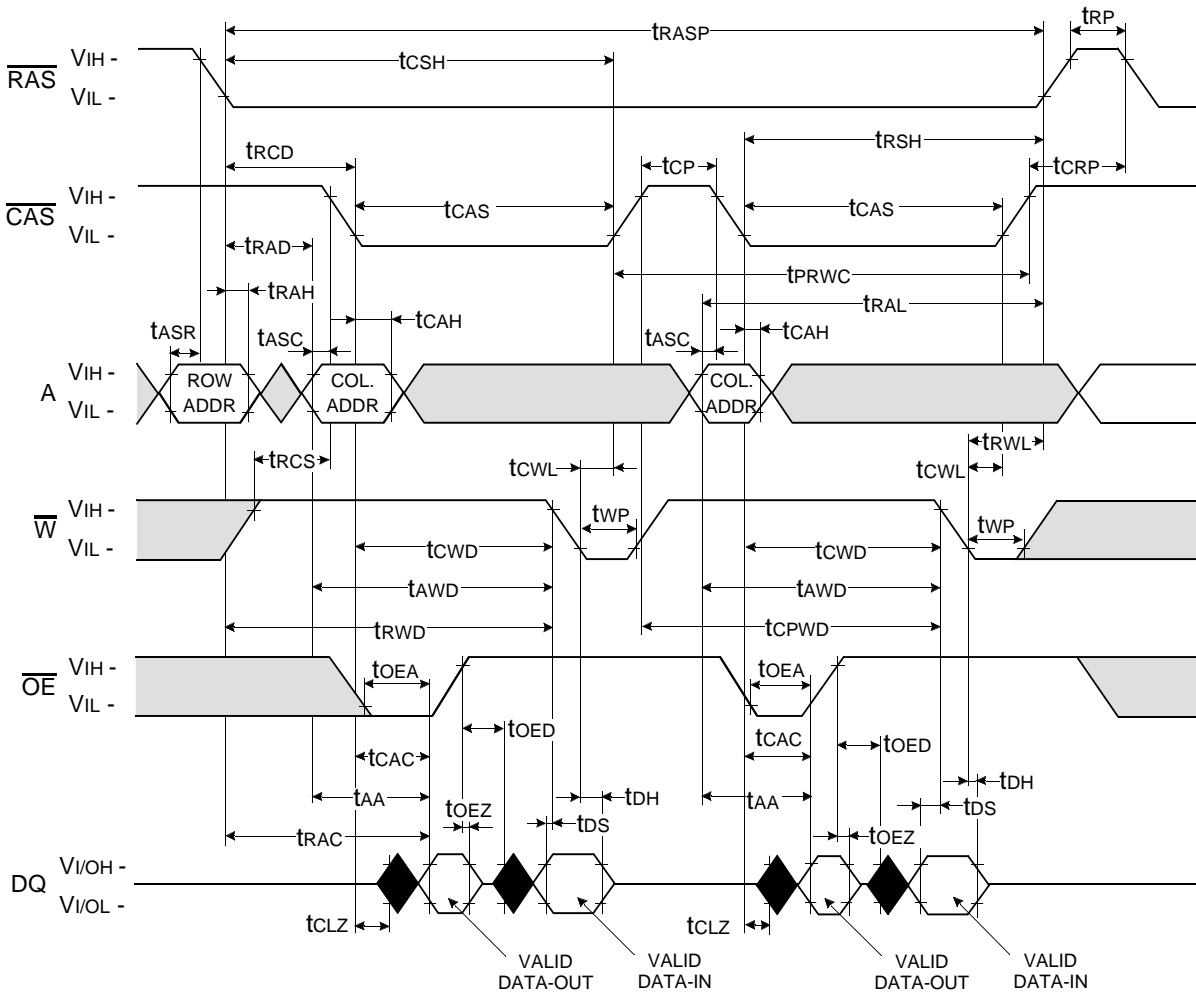 tRASP
tRP
tCSH
RAS
VIH -
VIL -
tRSH
tRCD
tCP
tCRP
CAS
VIH -
VIL -
tCAS
tCAS
tRAD
tPRWC
tRAH
tRAL
tCAH
tCAH
tASR
tASC
tASC
A
VIH -
VIL -
ROW
ADDR
COL.
ADDR
COL.
ADDR
tRWL
tRCS
tCWL
tCWL
W
VIH -
VIL -
tWP
tWP
tCWD
tCWD
tAWD
tAWD
tRWD
tCPWD
OE
VIH -
VIL -
tOEA
tOEA
tOED
tOED
tCAC
tCAC
tAA
tDH
tAA
tDH
tOEZ
tDS
tDS
tRAC
tOEZ
DQ
VI/OH -
VI/OL -
tCLZ
tCLZ
VALID
DATA-OUT
VALID
DATA-IN
VALID
DATA-OUT
VALID
DATA-IN